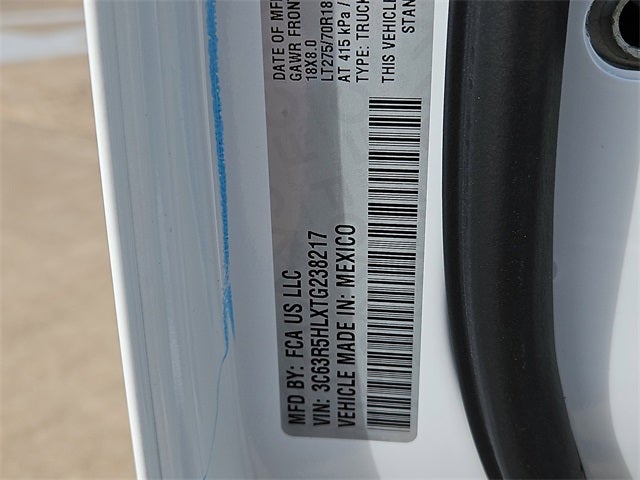 MFD BY: FCA US LLC
VIN: 3C63R5HLXTG238217
VEHICLE MADE IN: MEXICO
DATE OF MFR
GAWR FRONT
18X8.0
LT275/70R18
AT 415 kPa /
TYPE: TRUCK
THIS VEHICLE
STAN